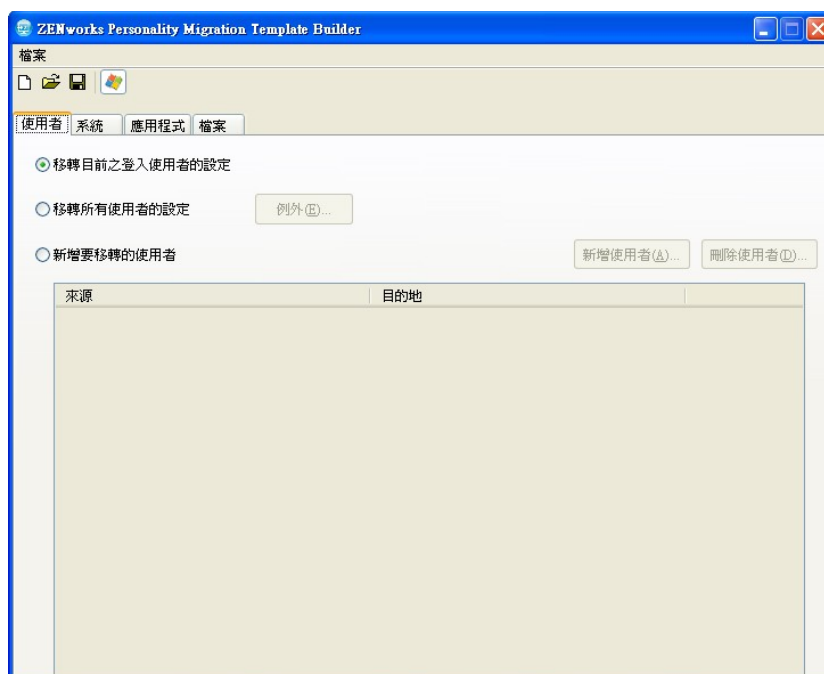 ZENworks Personality Migration Template Builder
檔案
使用者 系統 應用程式 檔案
移轉目前之登入使用者的設定
移轉所有使用者的設定 例外(E)...
新增要移轉的使用者 新增使用者(A)... 刪除使用者(D)...
來源 目的地